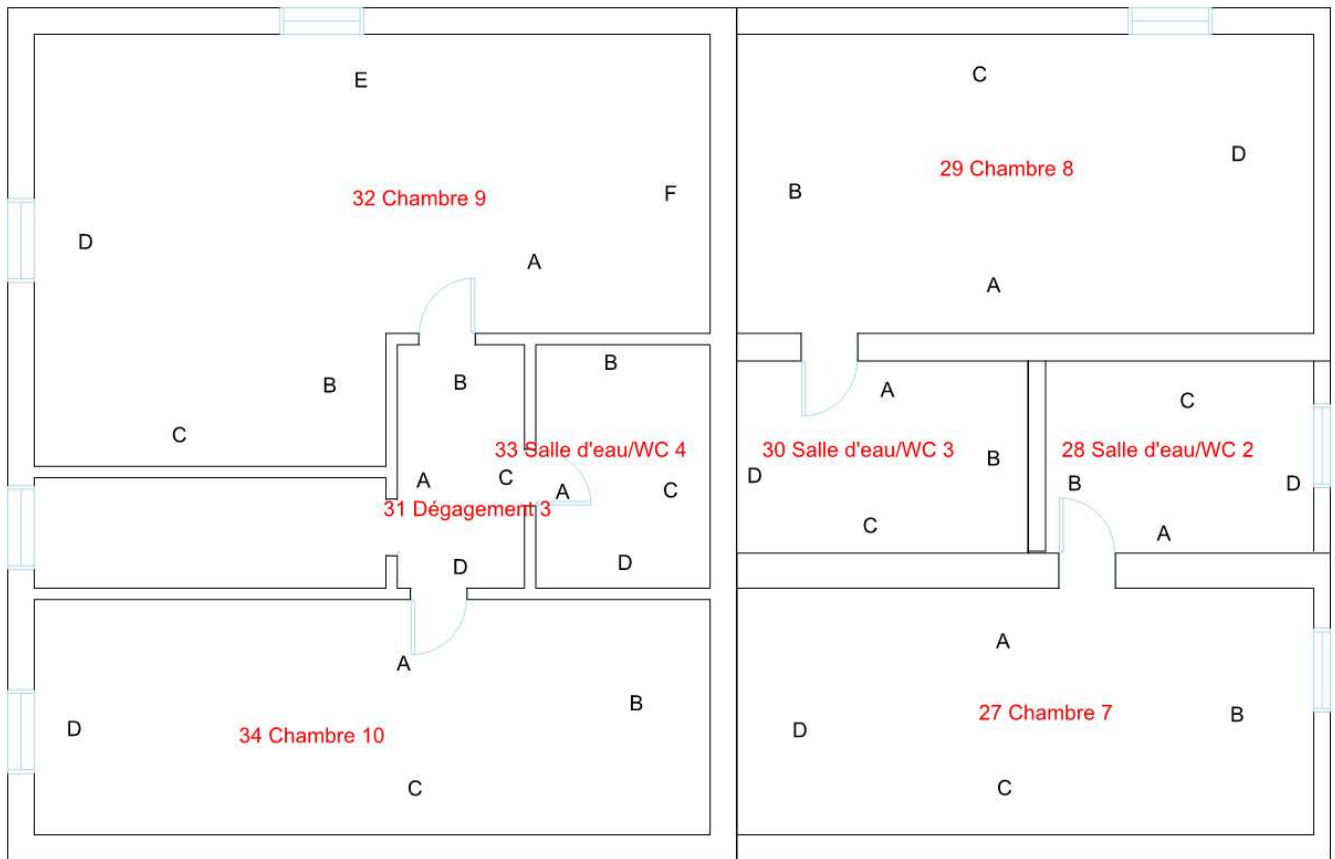 E
32 Chambre 9
F
D
A
B
C
C
29 Chambre 8
D
B
A
B
A
C
31 Dégagement 3
D
B
33 Salle d'eau/WC 4
A
C
D
A
30 Salle d'eau/WC 3
B
D
C
C
28 Salle d'eau/WC 2
B
D
A
A
B
D
34 Chambre 10
C
A
27 Chambre 7
B
D
C